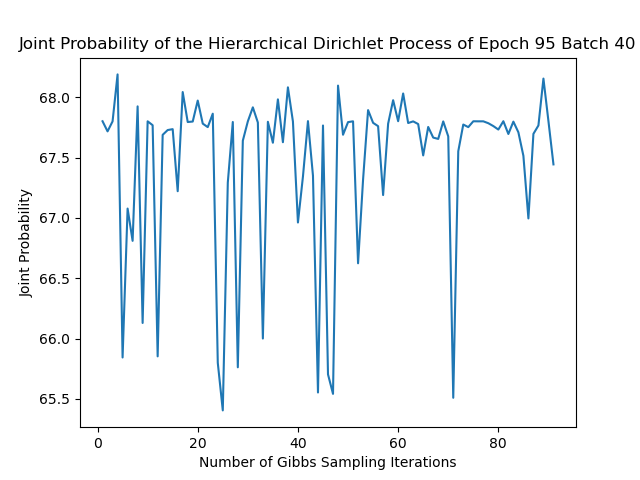 Joint Probability of the Hierarchical Dirichlet Process of Epoch 95 Batch 40
68.0
67.5
67.0
66.5
66.0
65.5
Joint Probability
0 20 40 60 80
Number of Gibbs Sampling Iterations